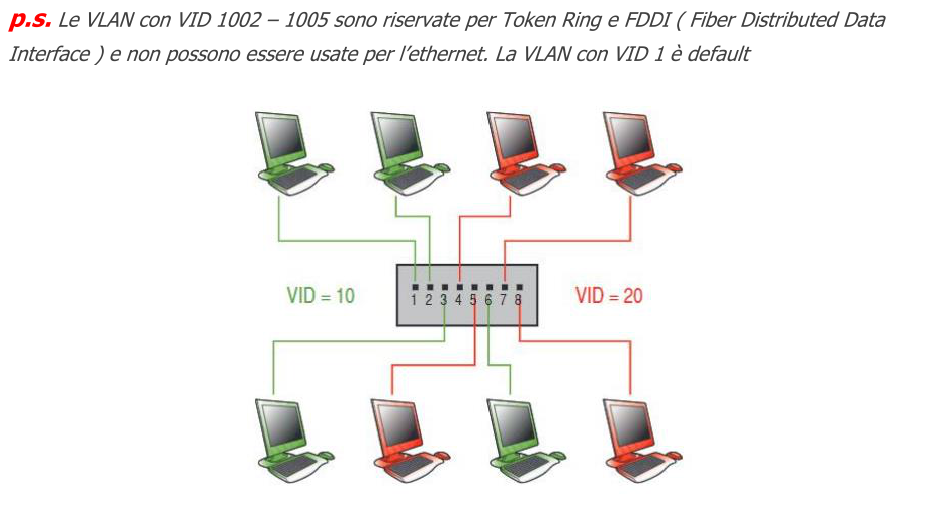 p.s. Le VLAN con VID 1002 – 1005 sono riservate per Token Ring e FDDI ( Fiber Distributed Data
Interface ) e non possono essere usate per l’ethernet. La VLAN con VID 1 è default
VID = 10
1 2 3 4 5 6 7 8
VID = 20